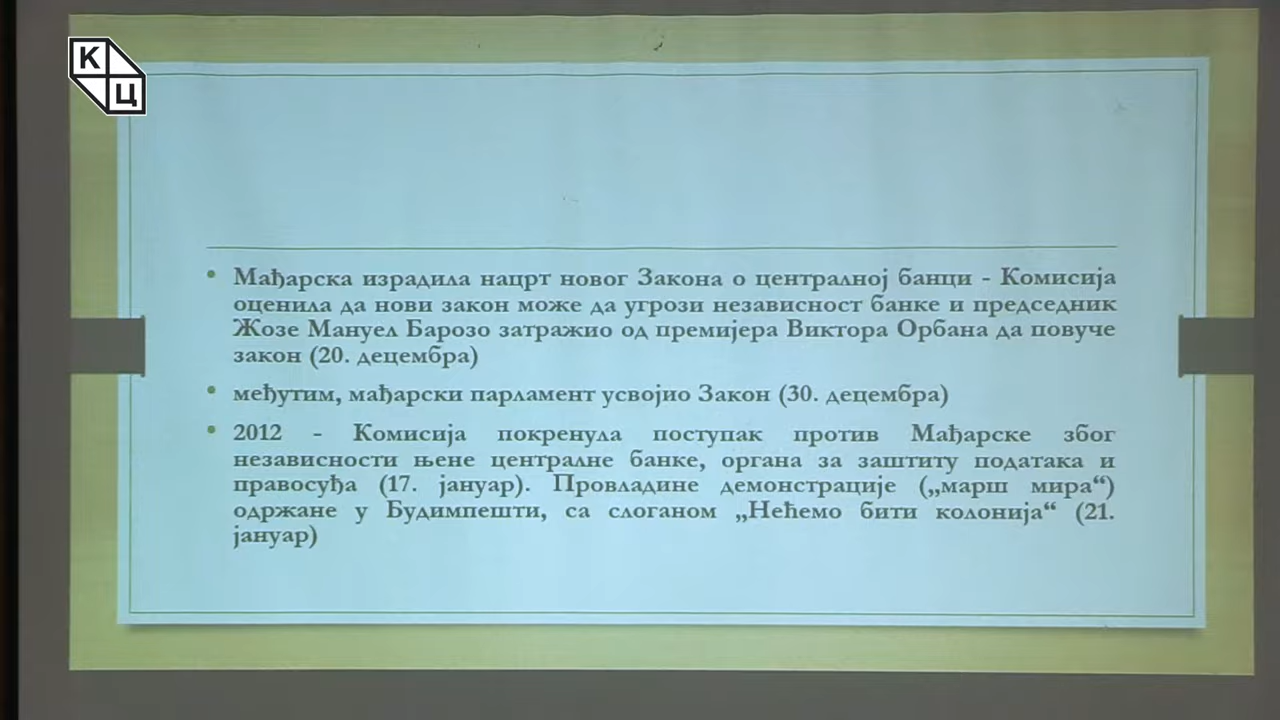 К
Ц
• Мађарска израдила нацрт новог Закона о централној банци - Комисија
оценила да нови закон може да угрози независност банке и председник
Жозе Мануел Барозо затражио од премијера Виктора Орбана да повуче
закон (20. децембра)
• међутим, мађарски парламент усвојио Закон (30. децембра)
• 2012 - Комисија покренула поступак против Мађарске због
независности њене централне банке, органа за заштиту података и
правосуђа (17. јануар). Провладине демонстрације („марш мира“)
одржане у Будимпешти, са слоганом „Нећемо бити колонија“ (21.
јануар)